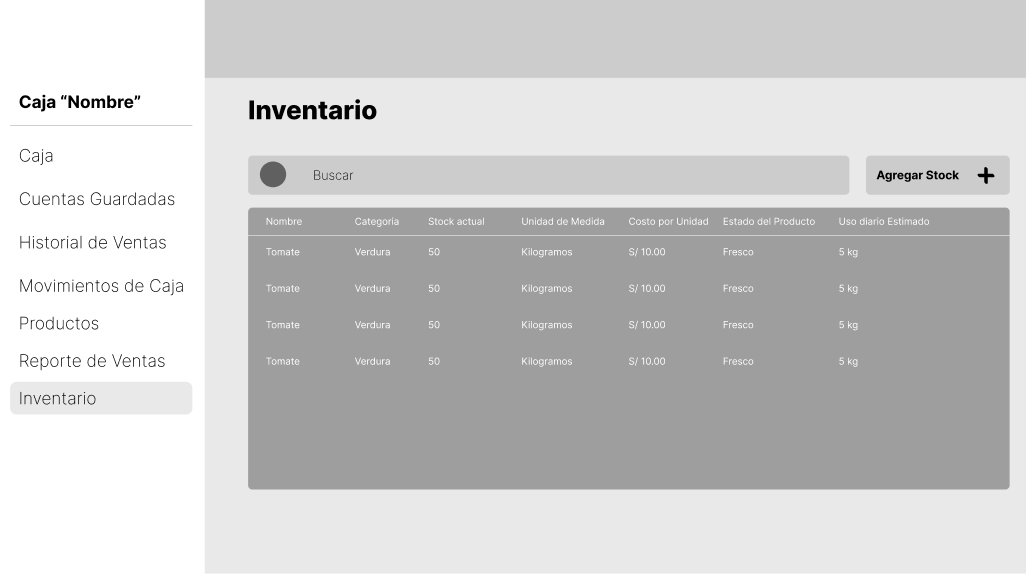 Caja “Nombre”
Caja
Cuentas Guardadas
Historial de Ventas
Movimientos de Caja
Productos
Reporte de Ventas
Inventario
Inventario
Buscar
Agregar Stock
Nombre Categoria Stock actual Unidad de Medida Costo por Unidad Estado del Producto Uso diario Estimado
Tomate Verdura 50 Kilogramos S/ 10.00 Fresco 5 kg
Tomate Verdura 50 Kilogramos S/ 10.00 Fresco 5 kg
Tomate Verdura 50 Kilogramos S/ 10.00 Fresco 5 kg
Tomate Verdura 50 Kilogramos S/ 10.00 Fresco 5 kg